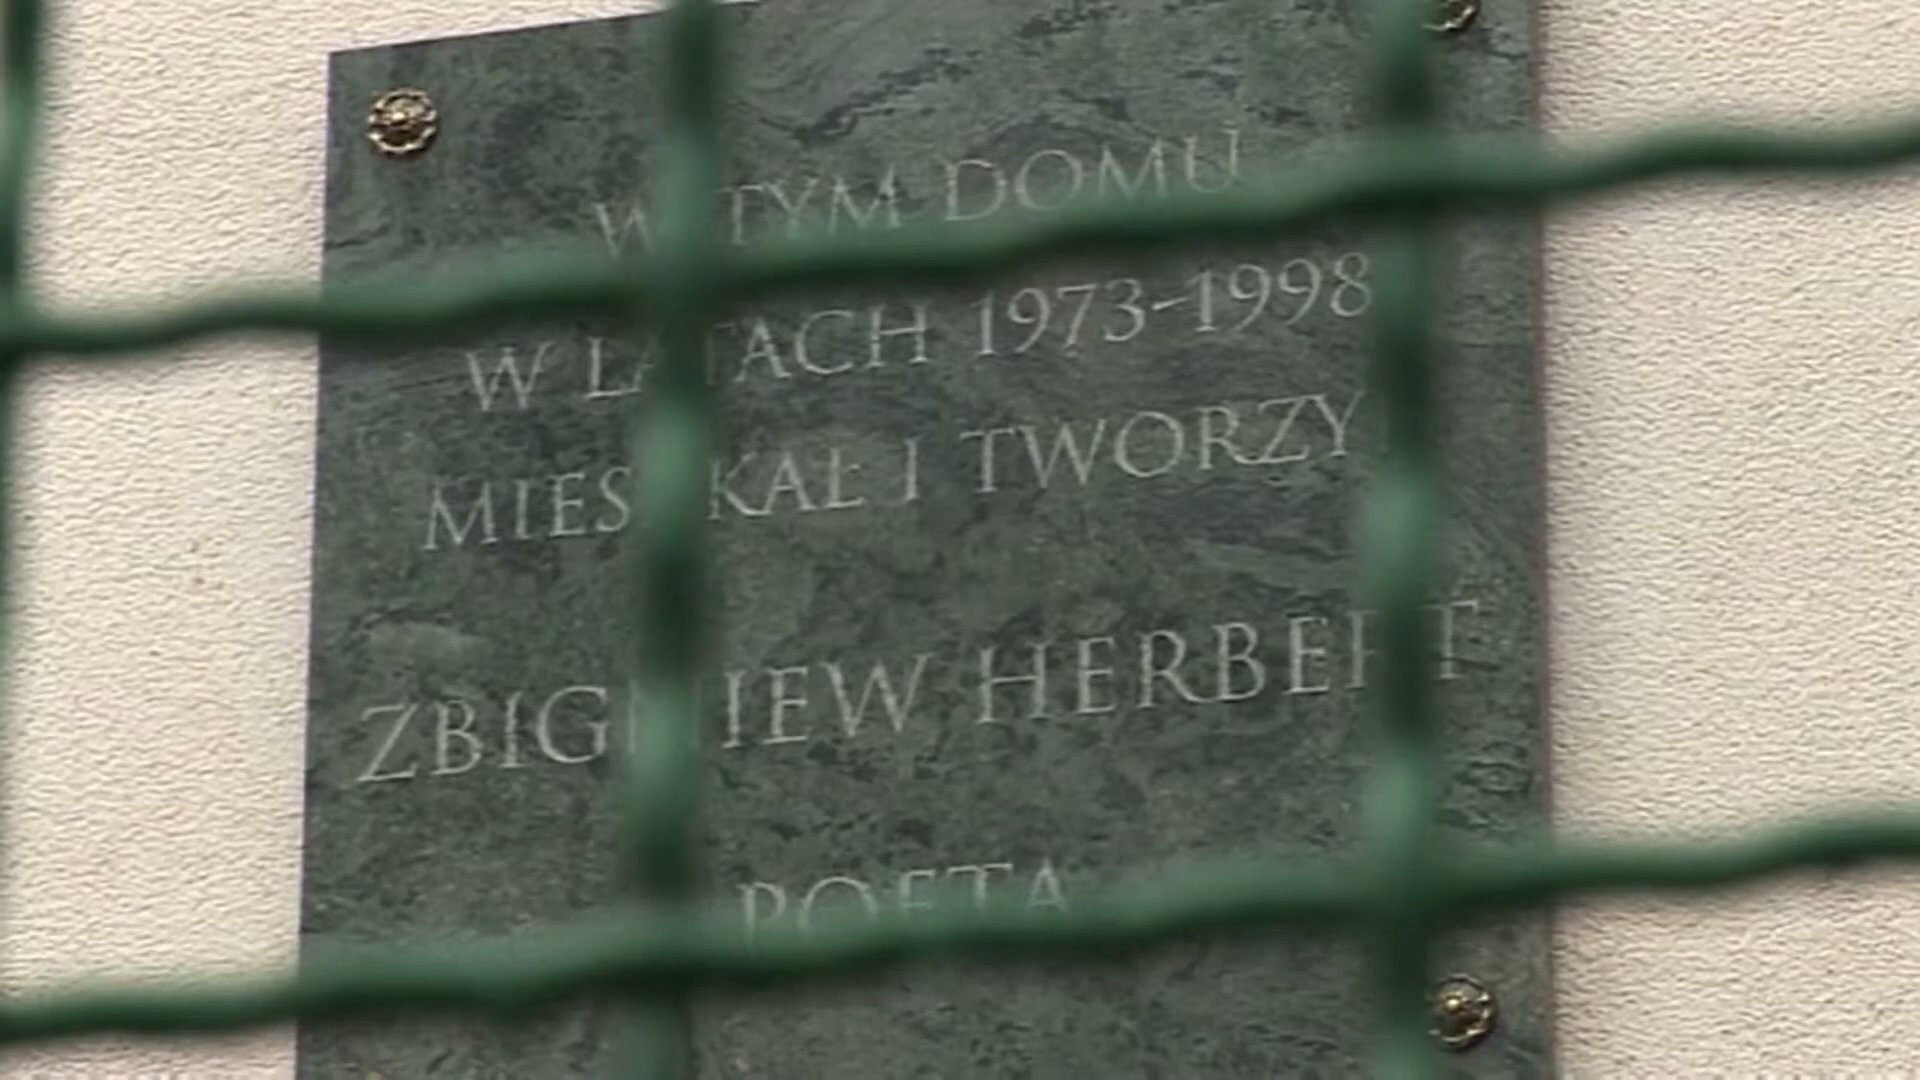 W TYM DOMU
W LATACH 1973-1998
MIESZKAŁ I TWORZYŁ
ZBIGNIEW HERBERT
POETA